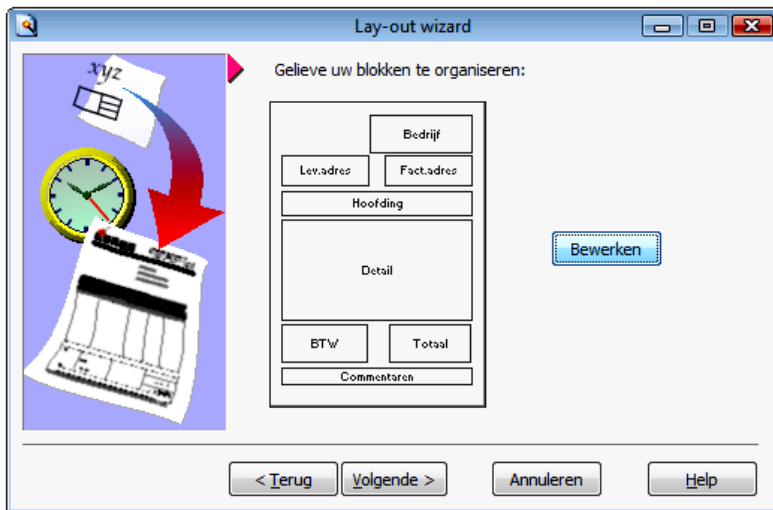 Lay-out wizard
xyz
Gelieve uw blokken te organiseren:
Bedrijf
Lev.adres Fact.adres
Hoofding
Detail
Bewerken
BTW Totaal
Commentaren
< Terug Volgende > Annuleren Help